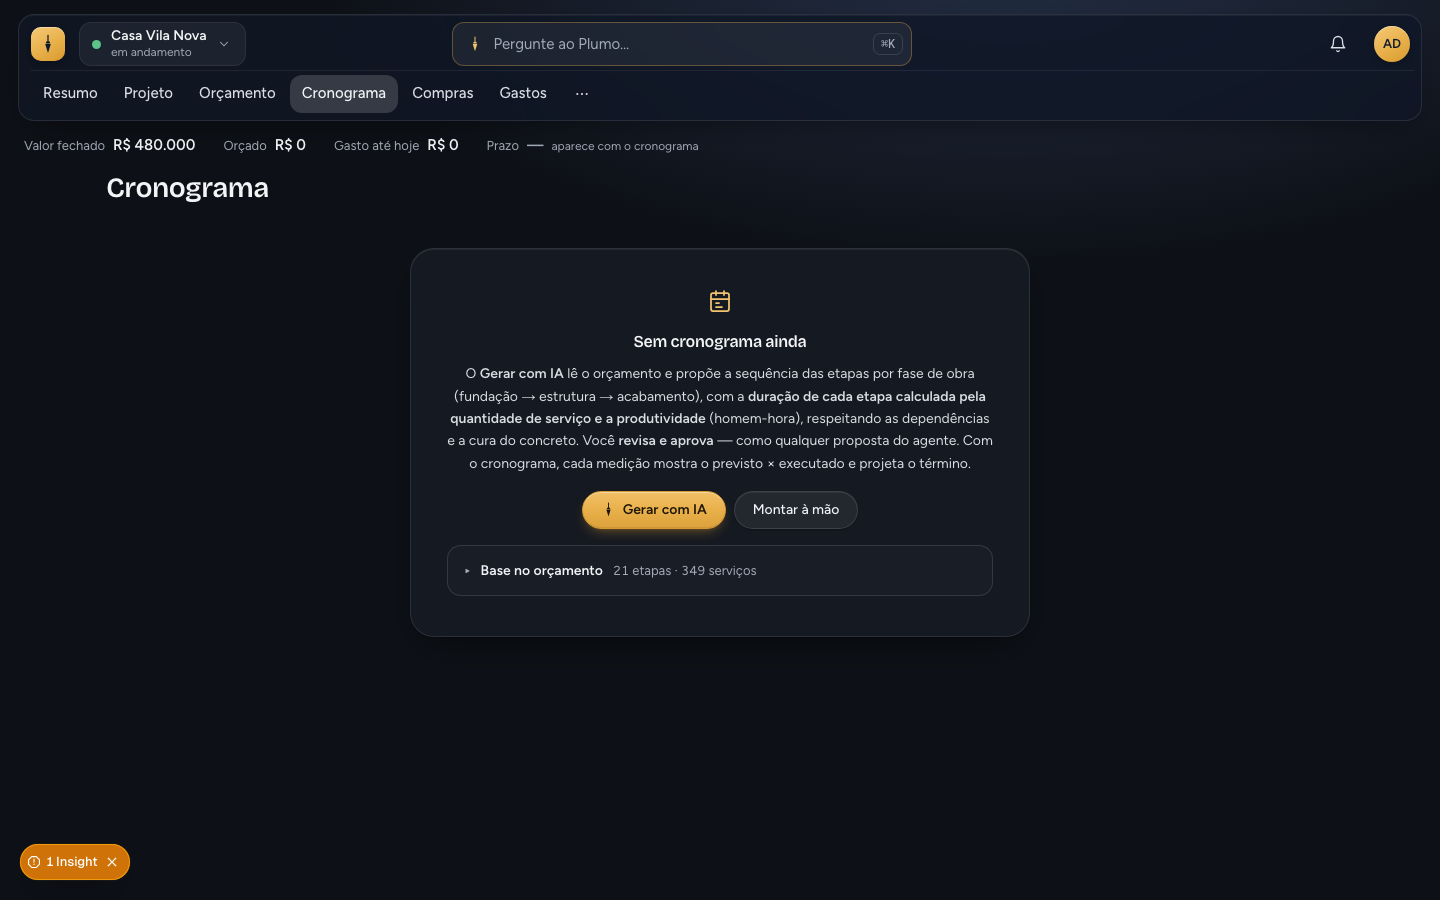 Casa Vila Nova
em andamento
Pergunte ao Plumo...
⌘K
AD
Resumo
Projeto
Orçamento
Cronograma
Compras
Gastos
···
Valor fechado R$ 480.000
Orçado R$ 0
Gasto até hoje R$ 0
Prazo — aparece com o cronograma
Cronograma
Sem cronograma ainda
O Gerar com IA lê o orçamento e propõe a sequência das etapas por fase de obra
(fundação → estrutura → acabamento), com a duração de cada etapa calculada pela
quantidade de serviço e a produtividade (homem-hora), respeitando as dependências
e a cura do concreto. Você revisa e aprova — como qualquer proposta do agente. Com
o cronograma, cada medição mostra o previsto × executado e projeta o término.
Gerar com IA
Montar à mão
▸ Base no orçamento 21 etapas · 349 serviços
1 Insight